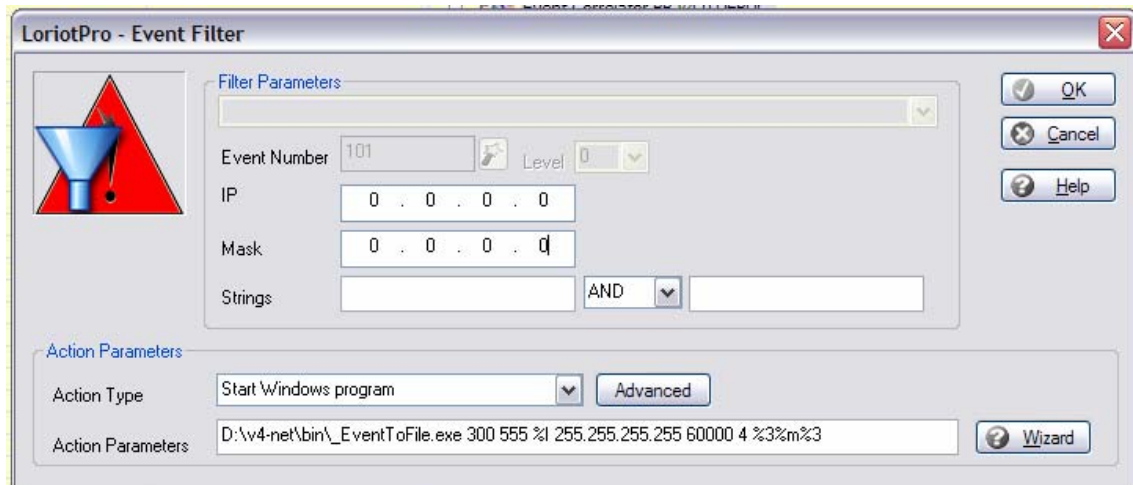 LoriotPro - Event Filter
Filter Parameters
OK
Event Number 101 Level 0
Cancel
IP 0 . 0 . 0 . 0
Help
Mask 0 . 0 . 0 . 0
Strings AND
Action Parameters
Action Type Start Windows program Advanced
Action Parameters D:\v4-net\bin\_EventToFile.exe 300 555 %I 255.255.255.255 60000 4 %3%m%3 Wizard